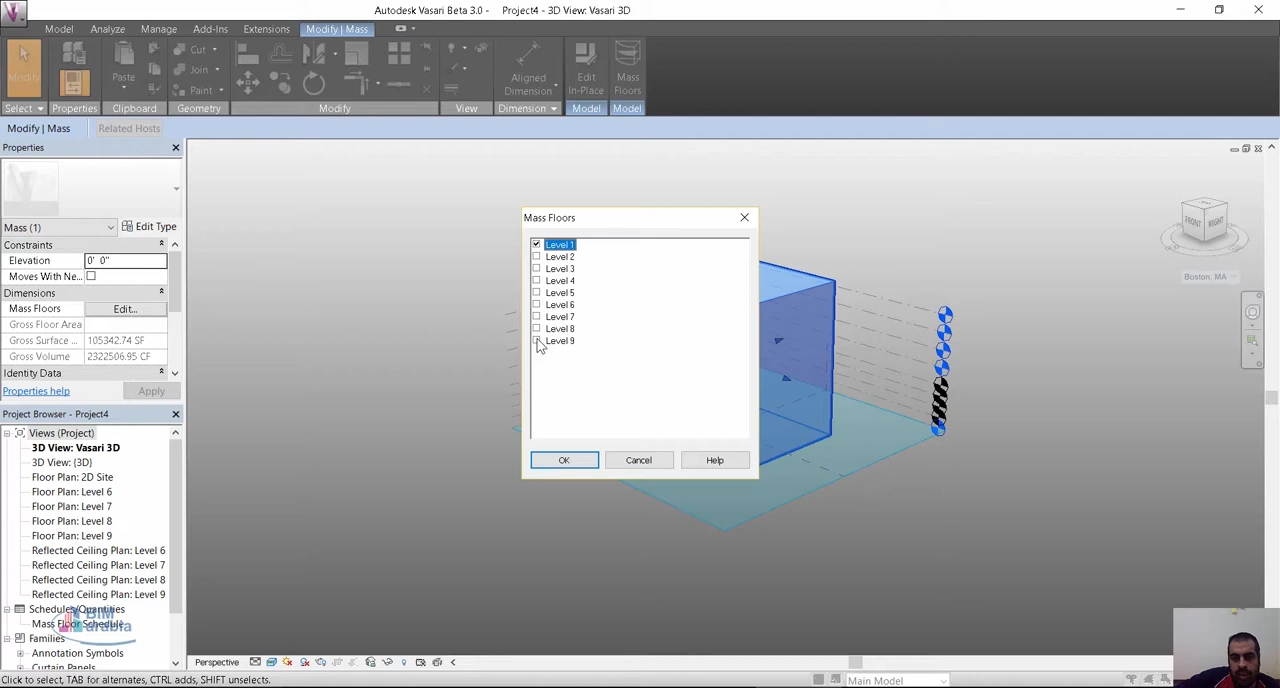 Autodesk Vasari Beta 3.0 - Project4 - 3D View: Vasari 3D
Model Analyze Manage Add-Ins Extensions Modify | Mass
Modify Paste Cut Join Paint Aligned Dimension Edit In-Place Mass Floors
Select Properties Clipboard Geometry Modify View Dimension Model Model
Modify | Mass Related Hosts
Properties
Mass (1) Edit Type
Constraints
Elevation 0' 0"
Moves With Ne...
Dimensions
Mass Floors Edit...
Gross Floor Area
Gross Surface ... 105342.74 SF
Gross Volume 2322506.95 CF
Identity Data
Properties help Apply
Project Browser - Project4
Views (Project)
3D View: Vasari 3D
3D View: {3D}
Floor Plan: 2D Site
Floor Plan: Level 6
Floor Plan: Level 7
Floor Plan: Level 8
Floor Plan: Level 9
Reflected Ceiling Plan: Level 6
Reflected Ceiling Plan: Level 7
Reflected Ceiling Plan: Level 8
Reflected Ceiling Plan: Level 9
Schedules/Quantities
Mass Floor Schedule
Families
Annotation Symbols
Curtain Panels
BIM
arabia
Mass Floors
Level 1
Level 2
Level 3
Level 4
Level 5
Level 6
Level 7
Level 8
Level 9
OK Cancel Help
FRONT RIGHT
Boston, MA
Perspective
Click to select, TAB for alternates, CTRL adds, SHIFT unselects.
Main Model